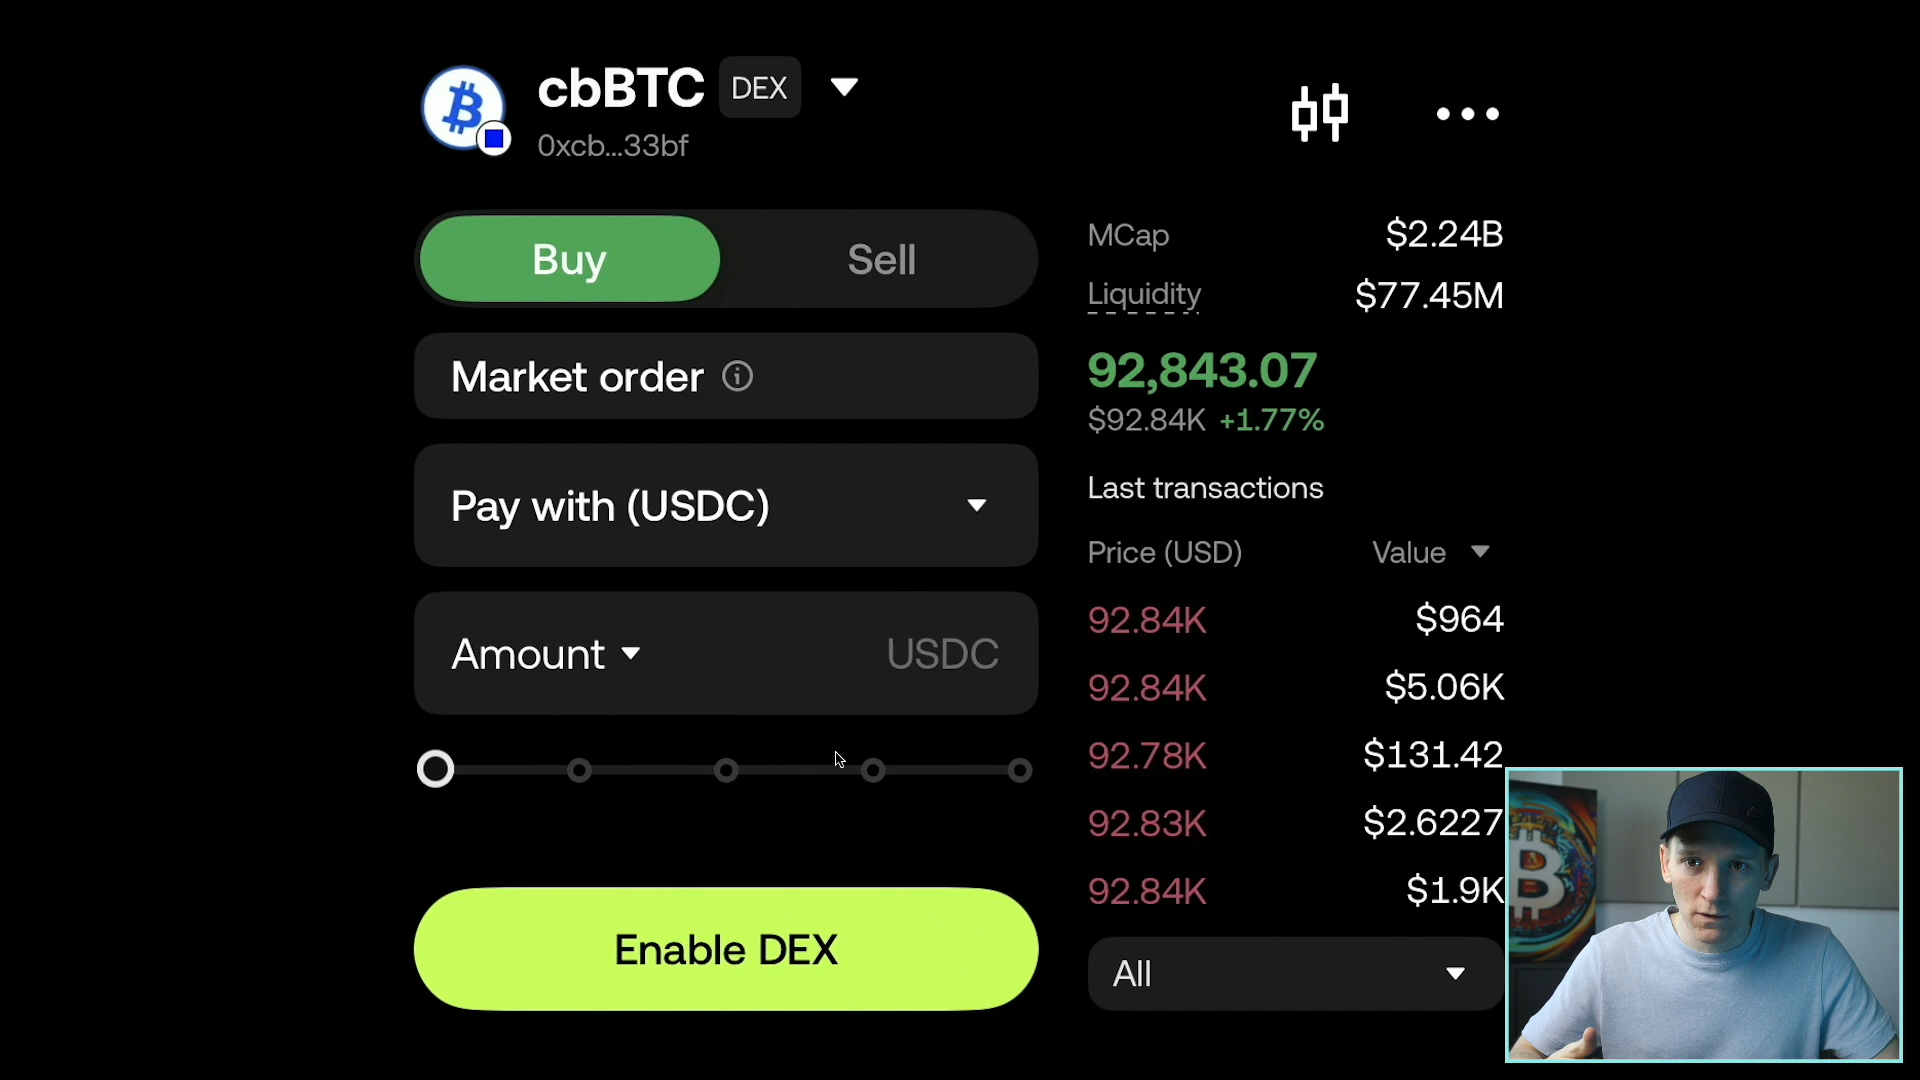 cbBTC DEX
0xcb...33bf
Buy
Sell
Market order
Pay with (USDC)
Amount
USDC
Enable DEX
MCap $2.24B
Liquidity $77.45M
92,843.07
$92.84K +1.77%
Last transactions
Price (USD) Value
92.84K $964
92.84K $5.06K
92.78K $131.42
92.83K $2.6227
92.84K $1.9K
All